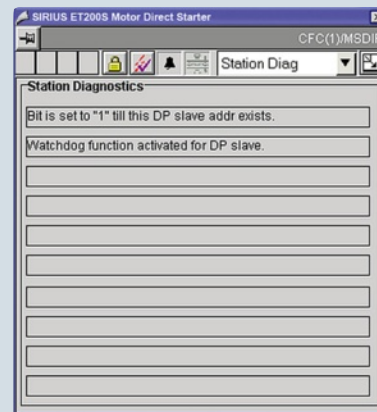 SIRIUS ET200S Motor Direct Starter
CFC(1)/MSDIF
Station Diag
Station Diagnostics
Bit is set to "1" till this DP slave addr exists.
Watchdog function activated for DP slave.